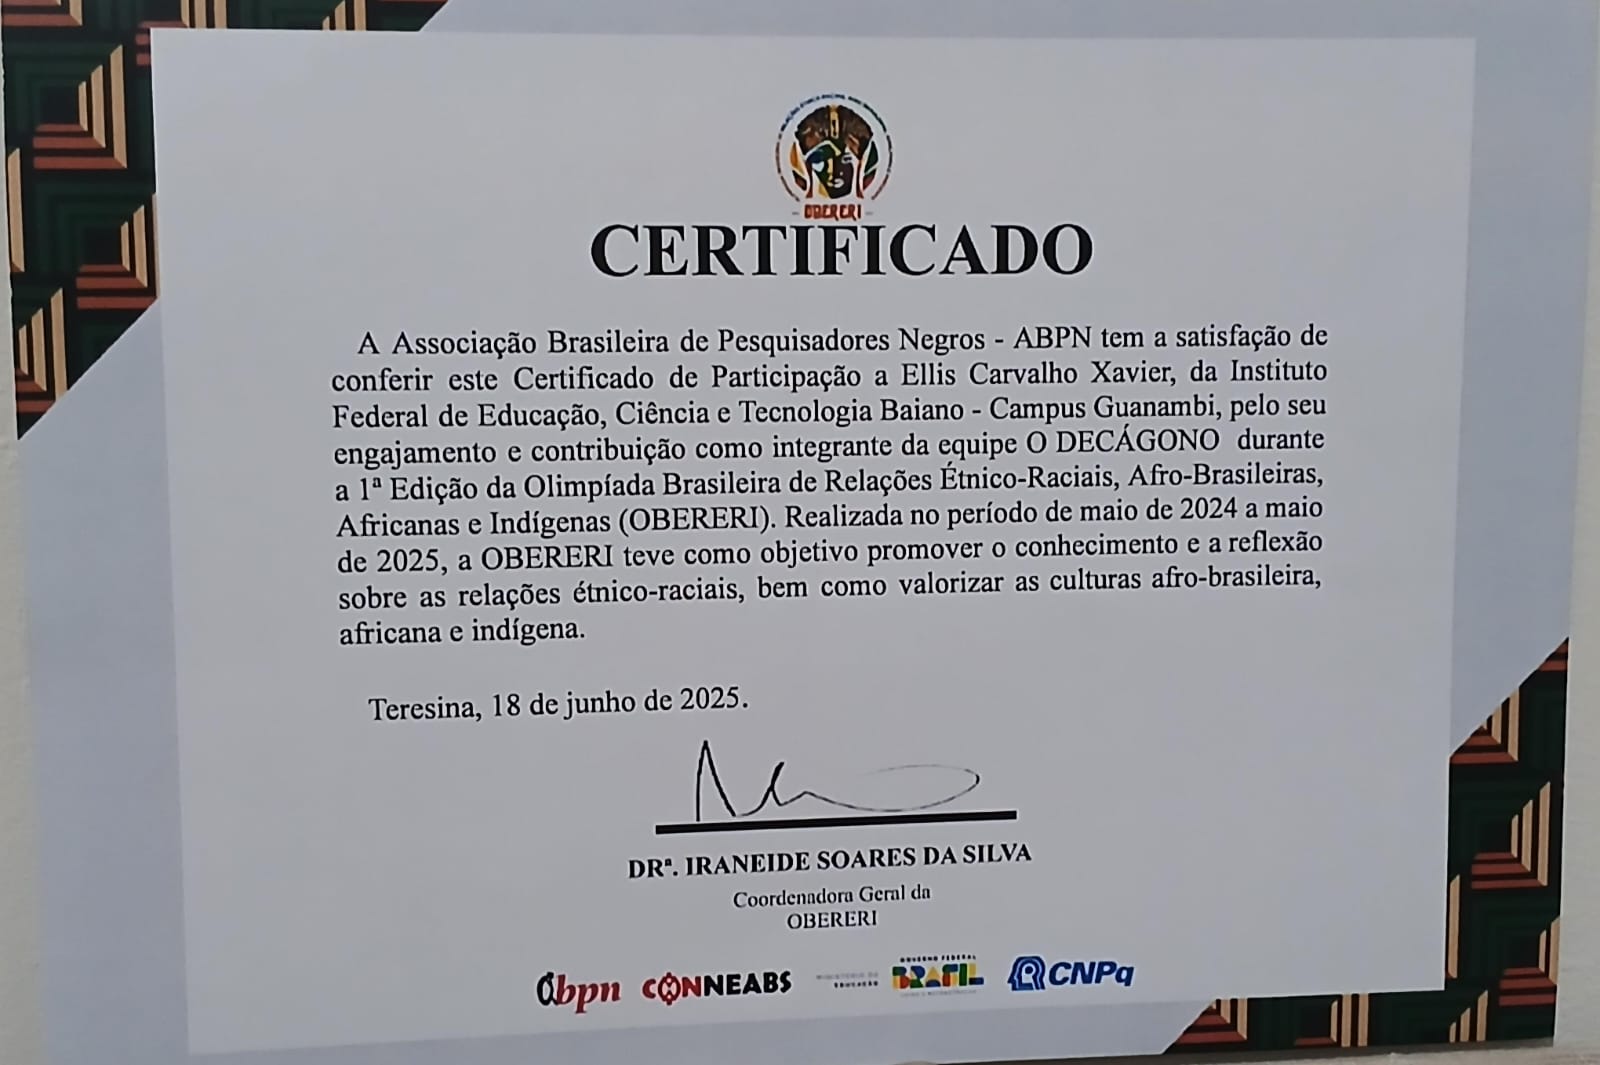 - OBERERI -
CERTIFICADO
A Associação Brasileira de Pesquisadores Negros - ABPN tem a satisfação de
conferir este Certificado de Participação a Ellis Carvalho Xavier, da Instituto
Federal de Educação, Ciência e Tecnologia Baiano - Campus Guanambi, pelo seu
engajamento e contribuição como integrante da equipe O DECÁGONO durante
a 1ª Edição da Olimpíada Brasileira de Relações Étnico-Raciais, Afro-Brasileiras,
Africanas e Indígenas (OBERERI). Realizada no período de maio de 2024 a maio
de 2025, a OBERERI teve como objetivo promover o conhecimento e a reflexão
sobre as relações étnico-raciais, bem como valorizar as culturas afro-brasileira,
africana e indígena.
Teresina, 18 de junho de 2025.
DRª. IRANEIDE SOARES DA SILVA
Coordenadora Geral da
OBERERI
abpn CONNEABS MINISTÉRIO DA EDUCAÇÃO GOVERNO FEDERAL BRASIL CNPq